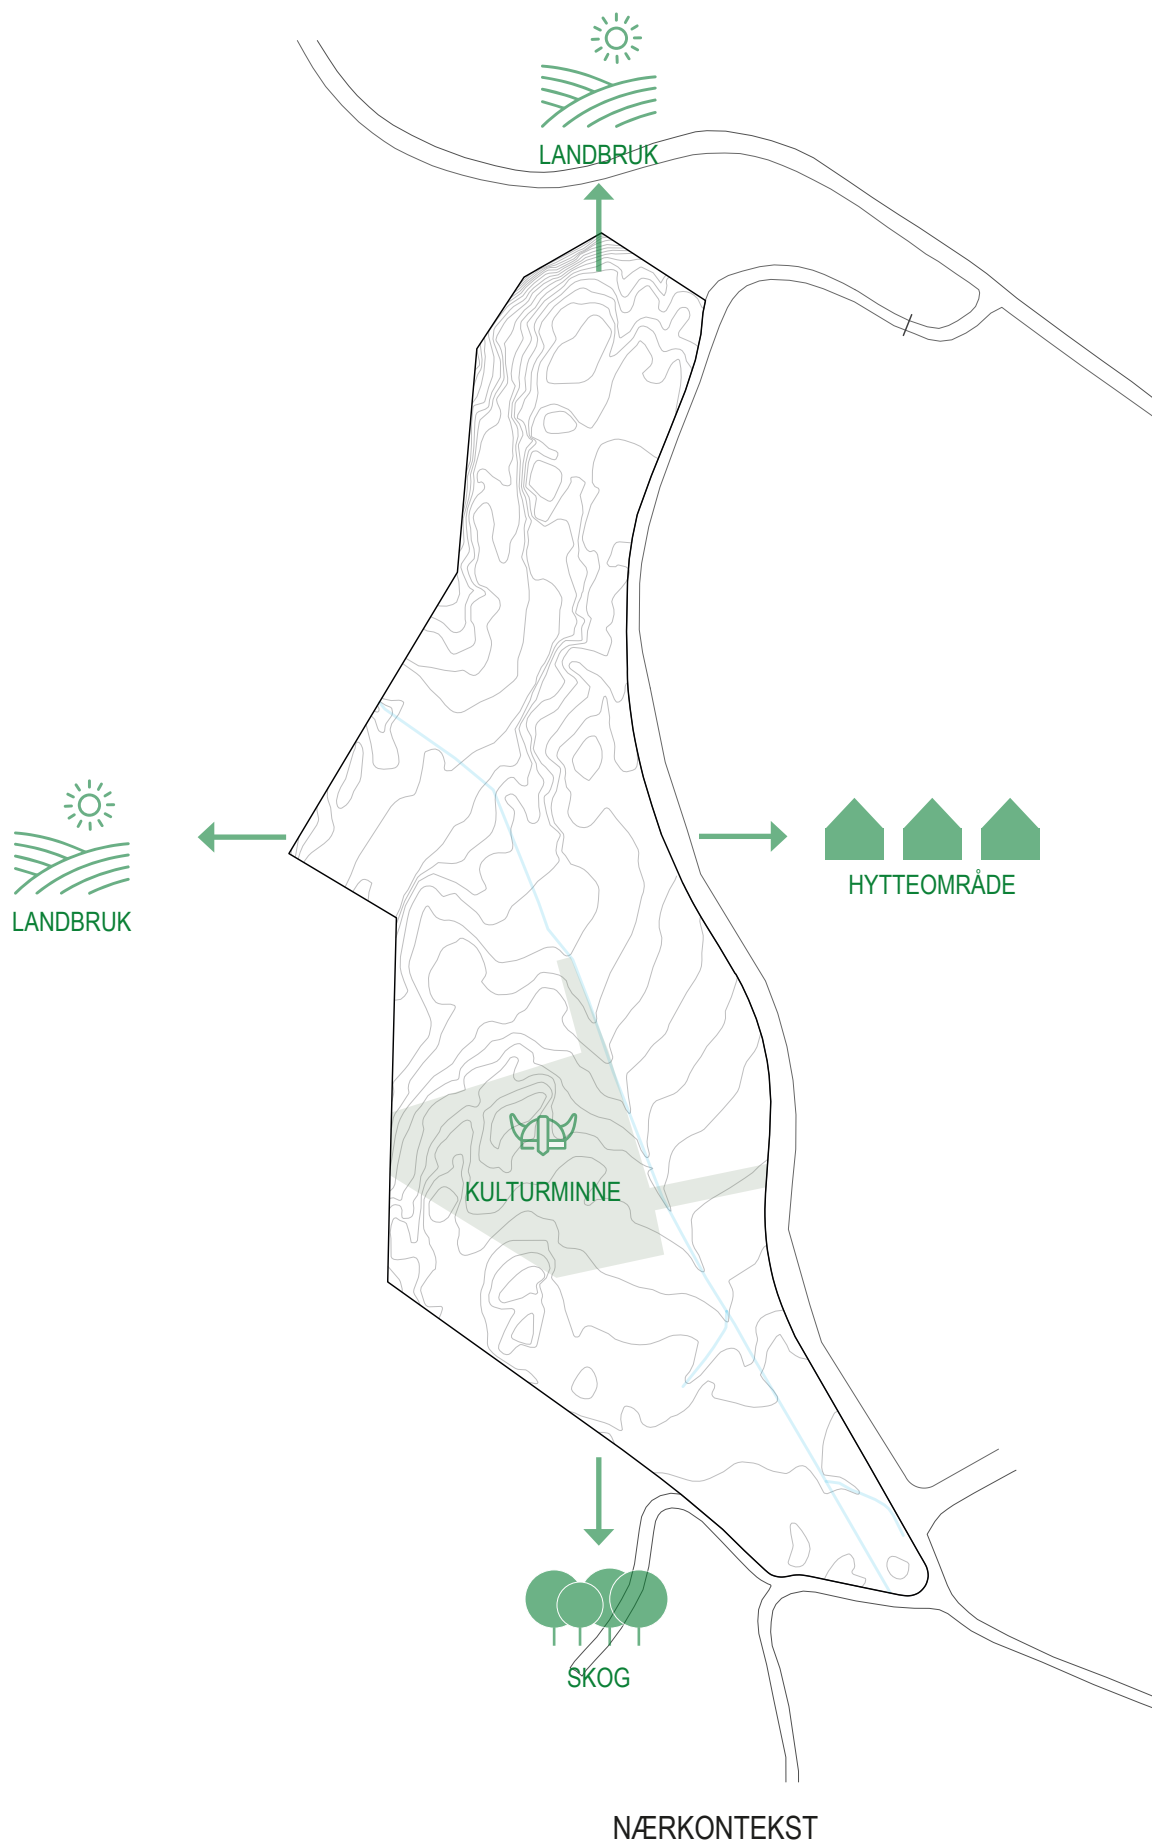 LANDBRUK
HYTTEOMRÅDE
LANDBRUK
KULTURMINNE
SKOG
NÆRKONTEKST